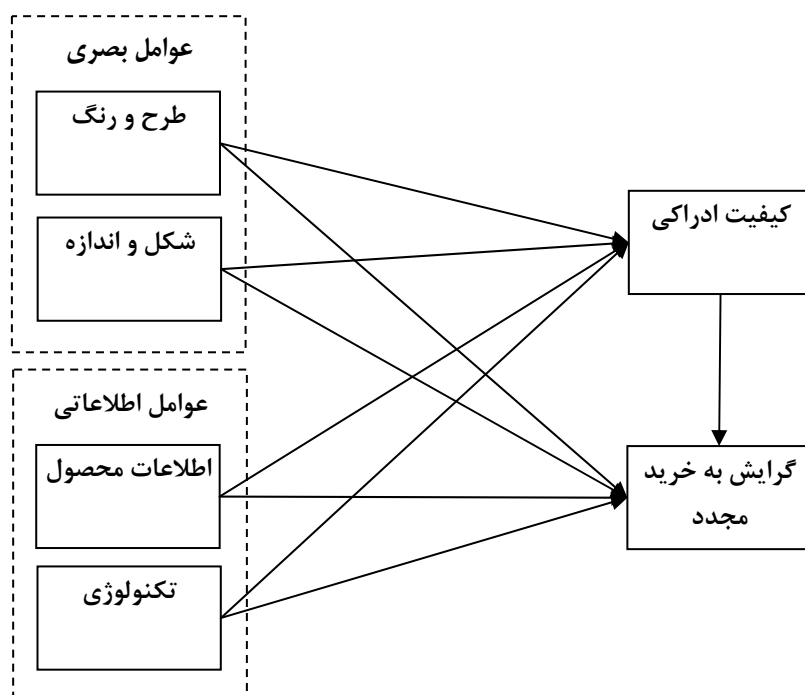 عوامل بصری
طرح و رنگ
شکل و اندازه
عوامل اطلاعاتی
اطلاعات محصول
تکنولوژی
کیفیت ادراکی
گرایش به خرید
مجدد